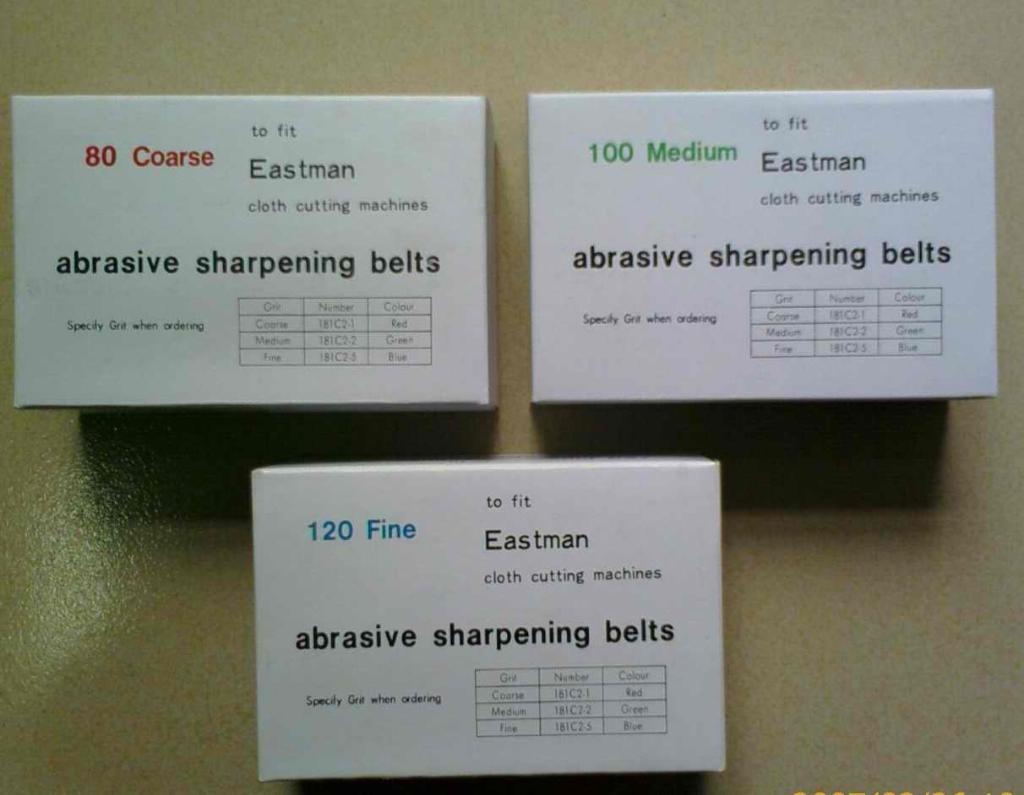 80 Coarse
to fit
Eastman
cloth cutting machines
abrasive sharpening belts
Specify Grit when ordering
Grit Number Colour
Coarse 181C2-1 Red
Medium 181C2-2 Green
Fine 181C2-5 Blue
100 Medium
to fit
Eastman
cloth cutting machines
abrasive sharpening belts
Specify Grit when ordering
Grit Number Colour
Coarse 181C2-1 Red
Medium 181C2-2 Green
Fine 181C2-5 Blue
120 Fine
to fit
Eastman
cloth cutting machines
abrasive sharpening belts
Specify Grit when ordering
Grit Number Colour
Coarse 181C2-1 Red
Medium 181C2-2 Green
Fine 181C2-5 Blue